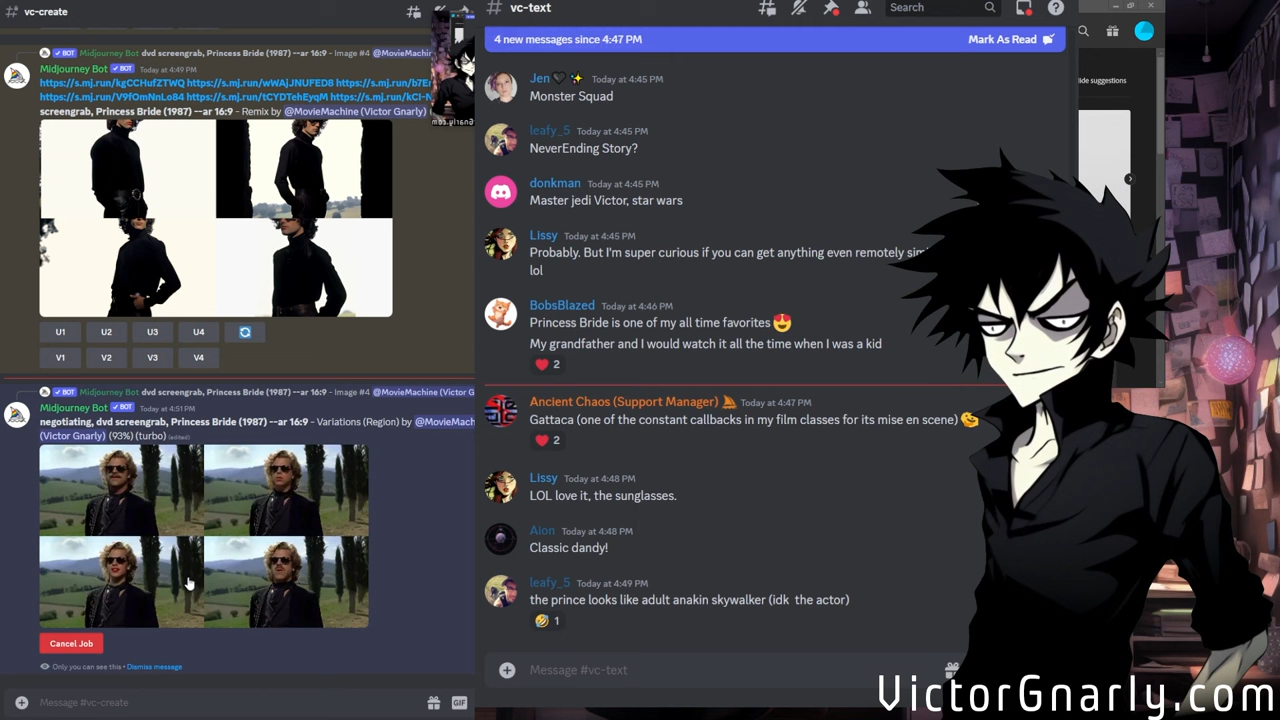 vc-create
BOT Midjourney Bot dvd screengrab, Princess Bride (1987) --ar 16:9 - Image #4 @MovieMachine
Midjourney Bot BOT Today at 4:49 PM
https://s.mj.run/kgCCHufZTWQ https://s.mj.run/wWAjJNUFED8 https://s.mj.run/b7E
https://s.mj.run/V9fOmNnLo84 https://s.mj.run/tCYDTehEyqM https://s.mj.run/kCI-N
screengrab, Princess Bride (1987) --ar 16:9 - Remix by @MovieMachine (Victor Gnarly)
U1 U2 U3 U4
V1 V2 V3 V4
BOT Midjourney Bot dvd screengrab, Princess Bride (1987) --ar 16:9 - Image #4 @MovieMachine (Victor G
Midjourney Bot BOT Today at 4:51 PM
negotiating, dvd screengrab, Princess Bride (1987) --ar 16:9 - Variations (Region) by @MovieMach
(Victor Gnarly) (93%) (turbo) (edited)
Cancel Job
Only you can see this • Dismiss message
Message #vc-create
GIF
vc-text
Search
4 new messages since 4:47 PM Mark As Read
Jen Today at 4:45 PM
Monster Squad
leafy_5 Today at 4:45 PM
NeverEnding Story?
donkman Today at 4:45 PM
Master jedi Victor, star wars
Lissy Today at 4:45 PM
Probably. But I'm super curious if you can get anything even remotely
lol
BobsBlazed Today at 4:46 PM
Princess Bride is one of my all time favorites 😍
My grandfather and I would watch it all the time when I was a kid
2
Ancient Chaos (Support Manager) Today at 4:47 PM
Gattaca (one of the constant callbacks in my film classes for its mise en scene)
2
Lissy Today at 4:48 PM
LOL love it, the sunglasses.
Aion Today at 4:48 PM
Classic dandy!
leafy_5 Today at 4:49 PM
the prince looks like adult anakin skywalker (idk the actor)
🤣 1
Message #vc-text
ide suggestions
VictorGnarly.com